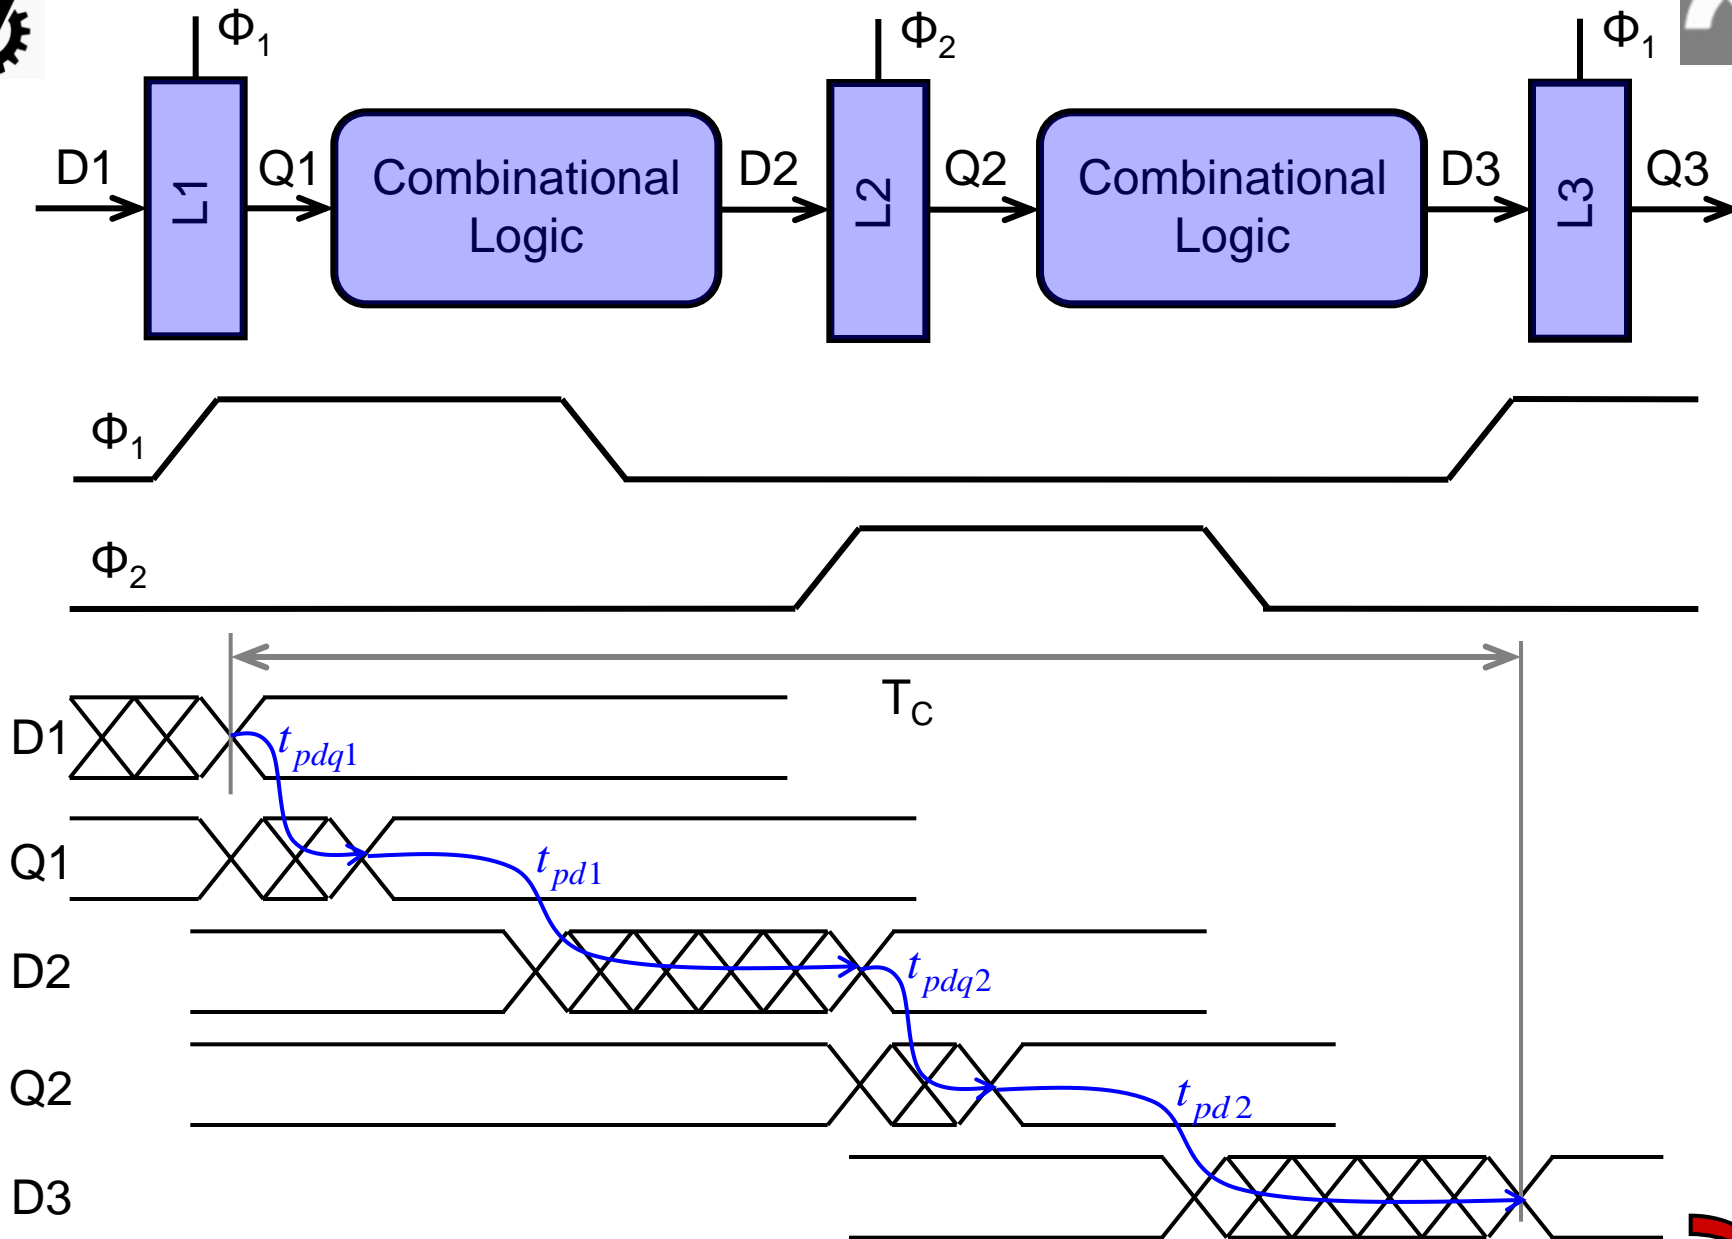 Φ1
Φ2
Φ1
D1
L1
Q1
Combinational
Logic
D2
L2
Q2
Combinational
Logic
D3
L3
Q3
Φ1
Φ2
TC
D1
tpdq1
Q1
tpd1
D2
tpdq2
Q2
tpd2
D3